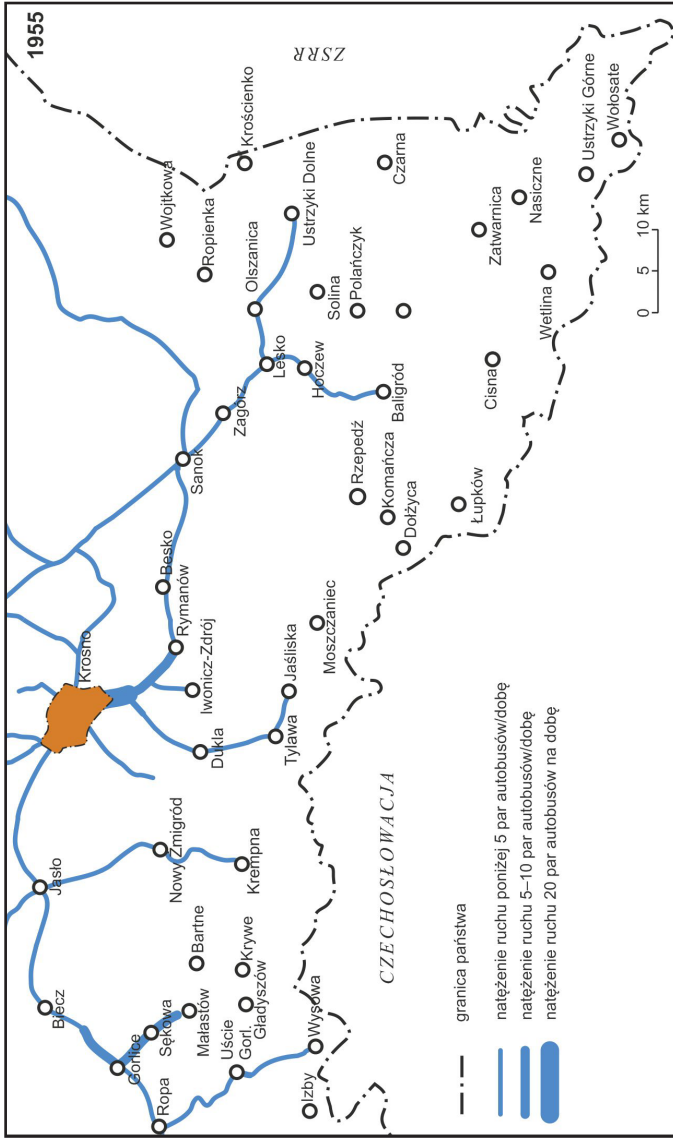 1955
ZSRR
Krosno
Jasło
Biecz
Gorlice
Sękowa
Małastów
Ropa
Uście
Gorl.
Gładyszów
Krywe
Bartne
Wysowa
Izby
Nowy Zmigród
Krempna
Dukla
Tylawa
Jaśliska
Iwonicz-Zdrój
Rymanów
Besko
Moszczaniec
Sanok
Zagórz
Lesko
Hoczew
Baligród
Olszanica
Ustrzyki Dolne
Wojtkowa
Ropienka
Krościenko
Solina
Polańczyk
Czarna
Rzepedź
Komańcza
Dołżyca
Łupków
Cisna
Wetlina
Zatwarnica
Nasiczne
Ustrzyki Górne
Wołosate
CZECHOSŁOWACJA
0 5 10 km
granica państwa
natężenie ruchu poniżej 5 par autobusów/dobę
natężenie ruchu 5–10 par autobusów/dobę
natężenie ruchu 20 par autobusów na dobę